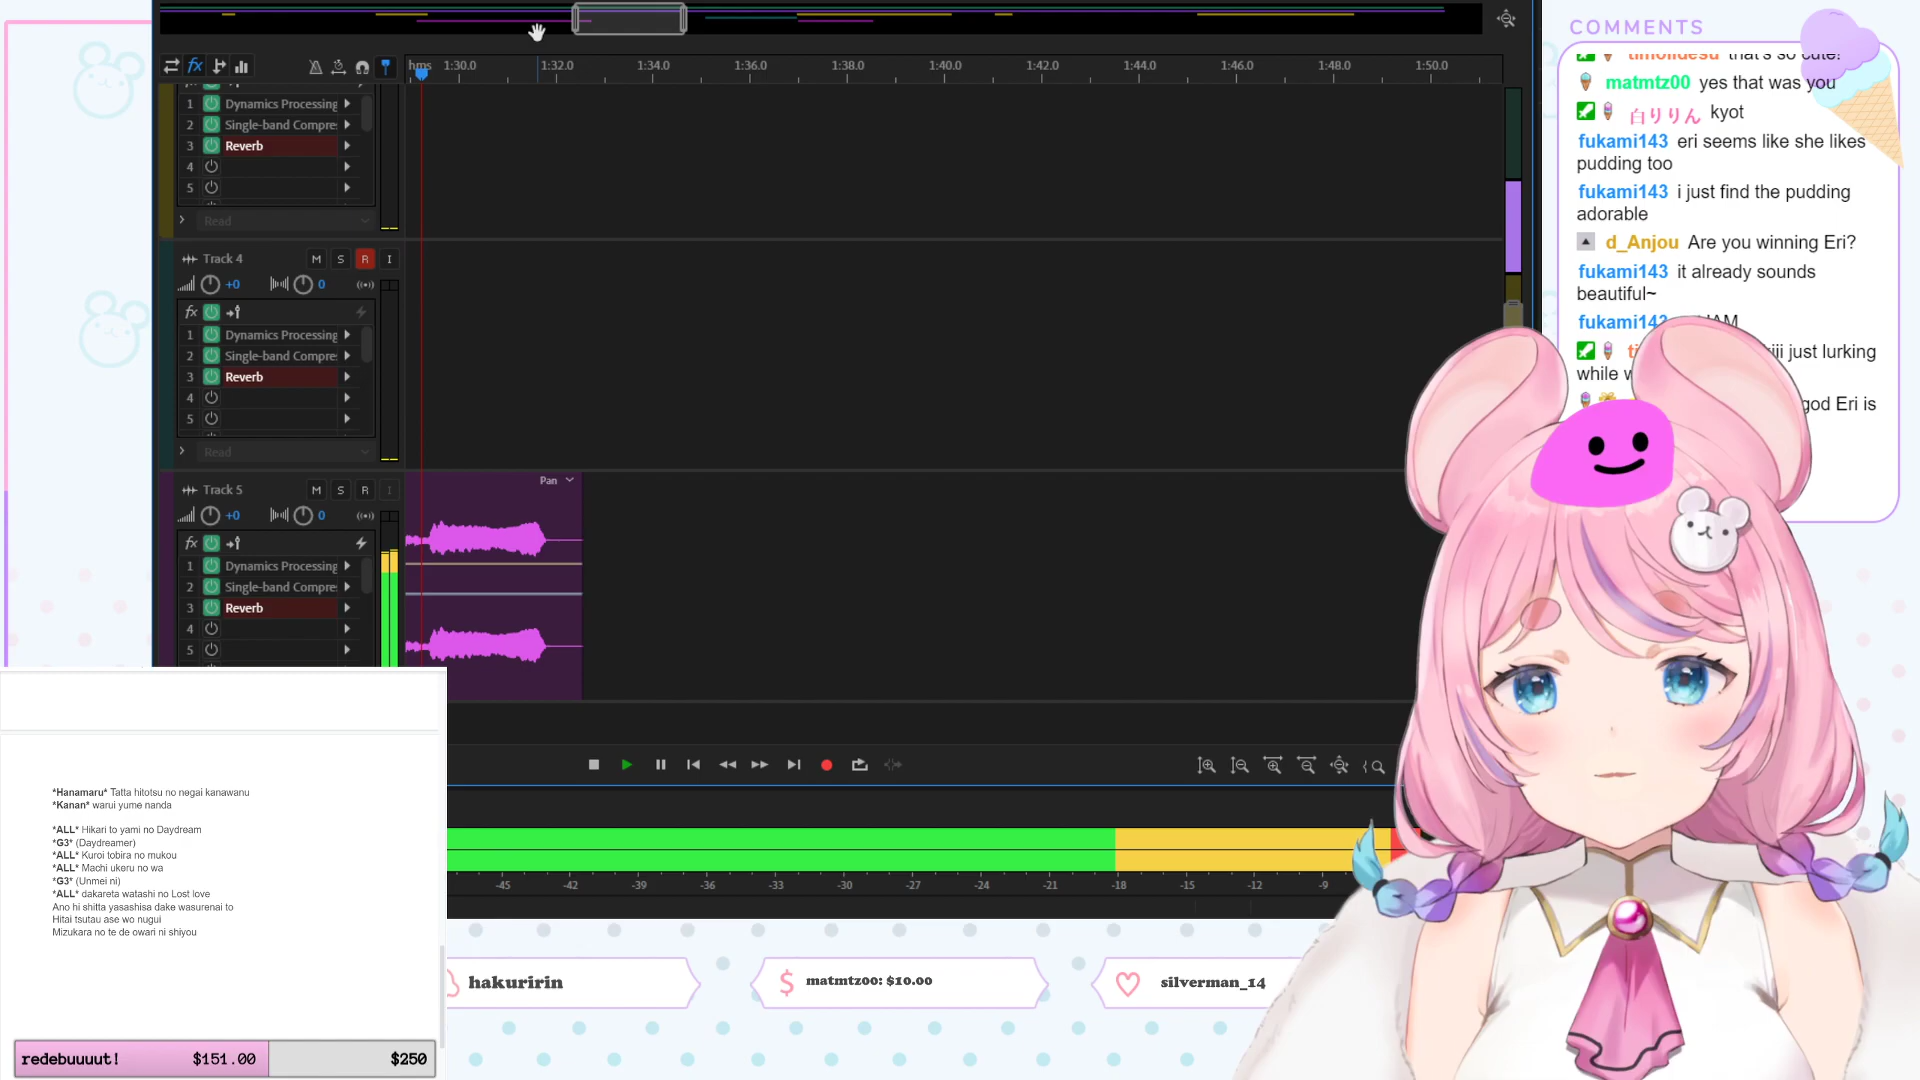 COMMENTS
timolidesu that's so cute!
matmtz00 yes that was you
白りりん kyot
fukami143 eri seems like she likes
pudding too
fukami143 i just find the pudding
adorable
d_Anjou Are you winning Eri?
fukami143 it already sounds
beautiful~
fukami143
iji just lurking
while
god Eri is
hms 1:30.0 1:32.0 1:34.0 1:36.0 1:38.0 1:40.0 1:42.0 1:44.0 1:46.0 1:48.0 1:50.0
fx
1 Dynamics Processing
2 Single-band Compre
3 Reverb
4
5
Read
Track 4 M S R I
+0 0
fx
1 Dynamics Processing
2 Single-band Compre
3 Reverb
4
5
Read
Track 5 M S R I
+0 0
Pan
fx
1 Dynamics Processing
2 Single-band Compre
3 Reverb
4
5
-45 -42 -39 -36 -33 -30 -27 -24 -21 -18 -15 -12 -9
*Hanamaru* Tatta hitotsu no negai kanawanu
*Kanan* warui yume nanda
*ALL* Hikari to yami no Daydream
*G3* (Daydreamer)
*ALL* Kuroi tobira no mukou
*ALL* Machi ukeru no wa
*G3* (Unmei ni)
*ALL* dakareta watashi no Lost love
Ano hi shitta yasashisa dake wasurenai to
Hitai tsutau ase wo nugui
Mizukara no te de owari ni shiyou
hakuririn
matmtz00: $10.00
silverman_14
redebuuuut! $151.00 $250